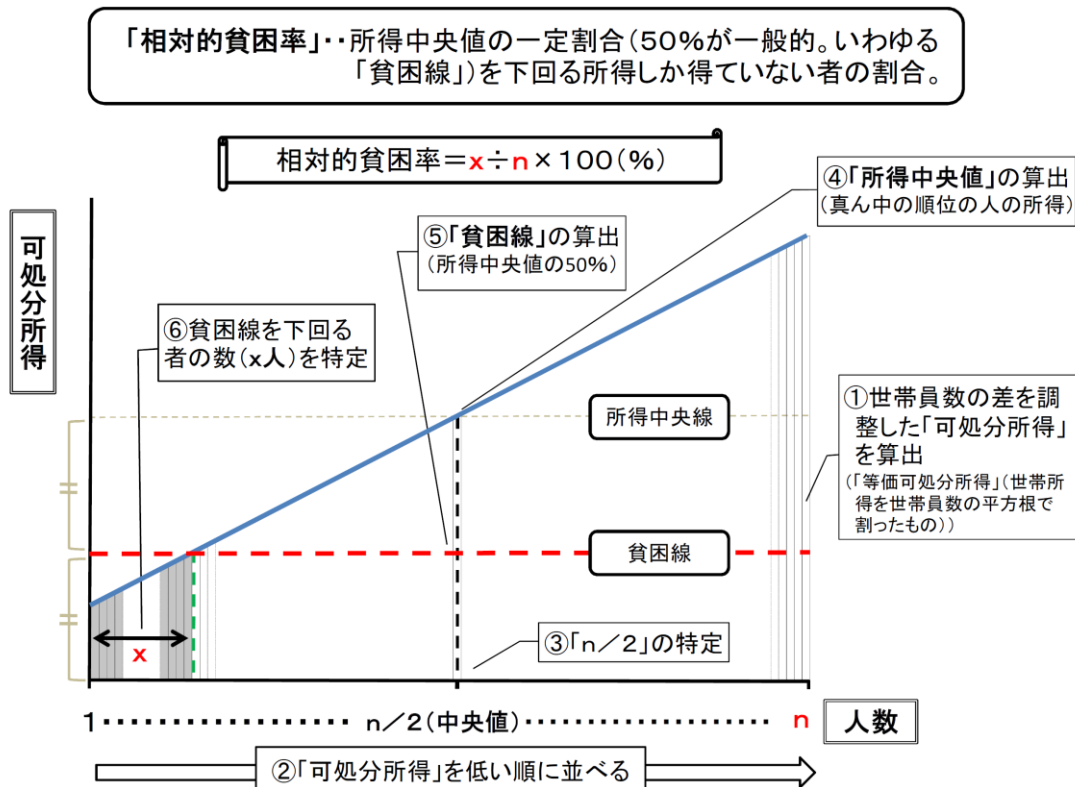 「相対的貧困率」‥所得中央値の一定割合（50％が一般的。いわゆる
「貧困線」）を下回る所得しか得ていない者の割合。
相対的貧困率＝x÷n×100（％）
④「所得中央値」の算出
（真ん中の順位の人の所得）
⑤「貧困線」の算出
（所得中央値の50％）
可処分所得
⑥貧困線を下回る
者の数（x人）を特定
所得中央線
①世帯員数の差を調
整した「可処分所得」
を算出
（「等価可処分所得」（世帯所
得を世帯員数の平方根で
割ったもの））
貧困線
x
③「n／2」の特定
1 ・・・・・・・・・・・・・・・・・ n／2（中央値）・・・・・・・・・・・・・・・・・ n
人数
②「可処分所得」を低い順に並べる